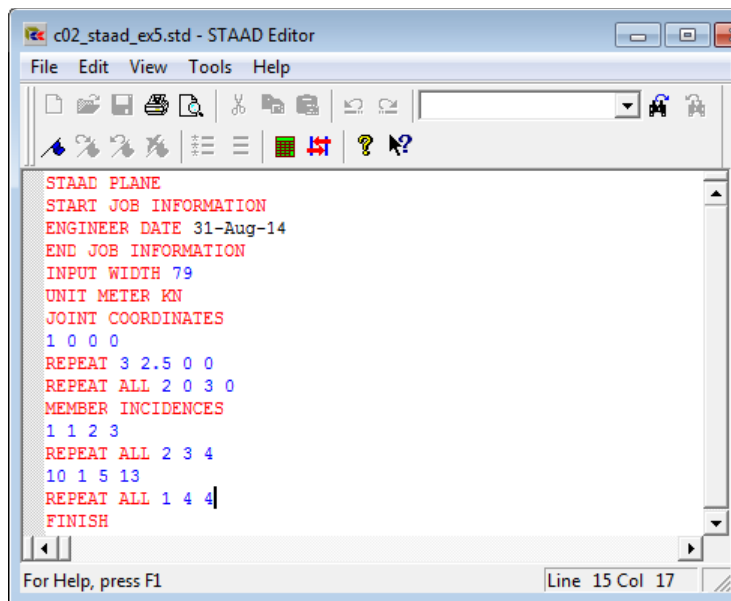 c02_staad_ex5.std - STAAD Editor
File Edit View Tools Help
STAAD PLANE
START JOB INFORMATION
ENGINEER DATE 31-Aug-14
END JOB INFORMATION
INPUT WIDTH 79
UNIT METER KN
JOINT COORDINATES
1 0 0 0
REPEAT 3 2.5 0 0
REPEAT ALL 2 0 3 0
MEMBER INCIDENCES
1 1 2 3
REPEAT ALL 2 3 4
10 1 5 13
REPEAT ALL 1 4 4
FINISH
For Help, press F1 Line 15 Col 17